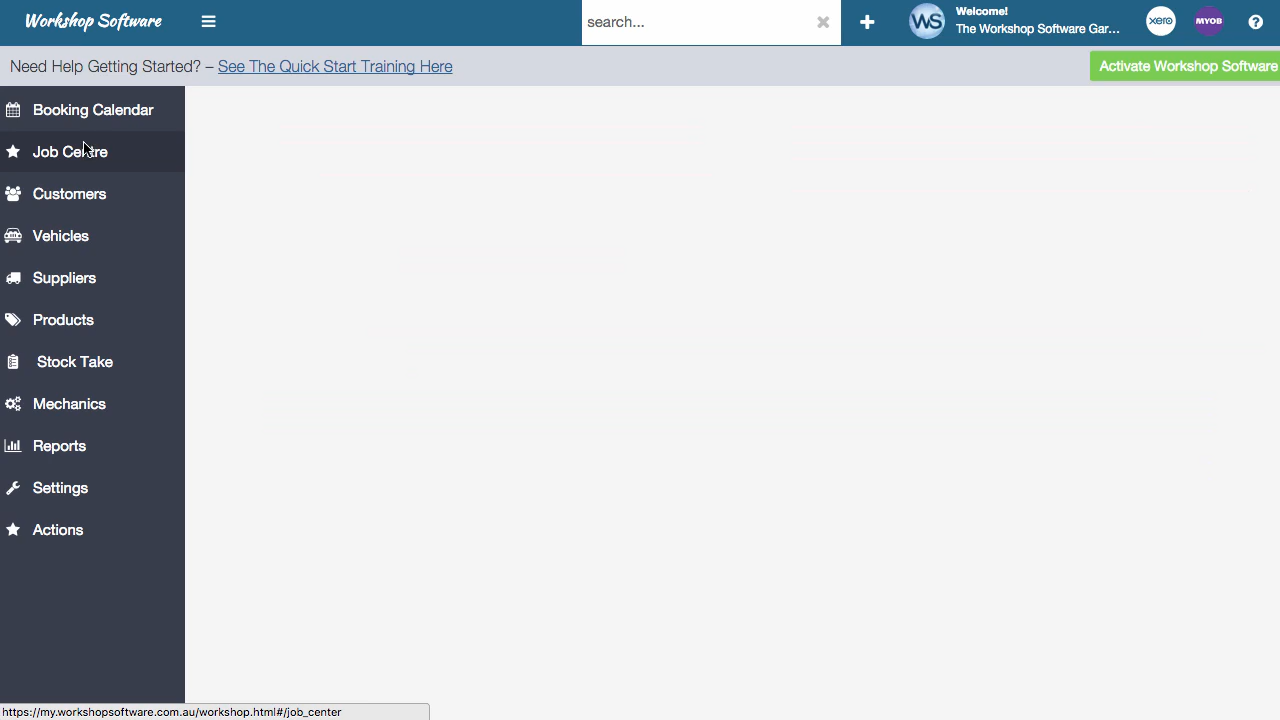 Workshop Software
search...
Welcome!
The Workshop Software Gar...
xero
MYOB
Need Help Getting Started? – See The Quick Start Training Here
Activate Workshop Software
Booking Calendar
Job Centre
Customers
Vehicles
Suppliers
Products
Stock Take
Mechanics
Reports
Settings
Actions
https://my.workshopsoftware.com.au/workshop.html#/job_center